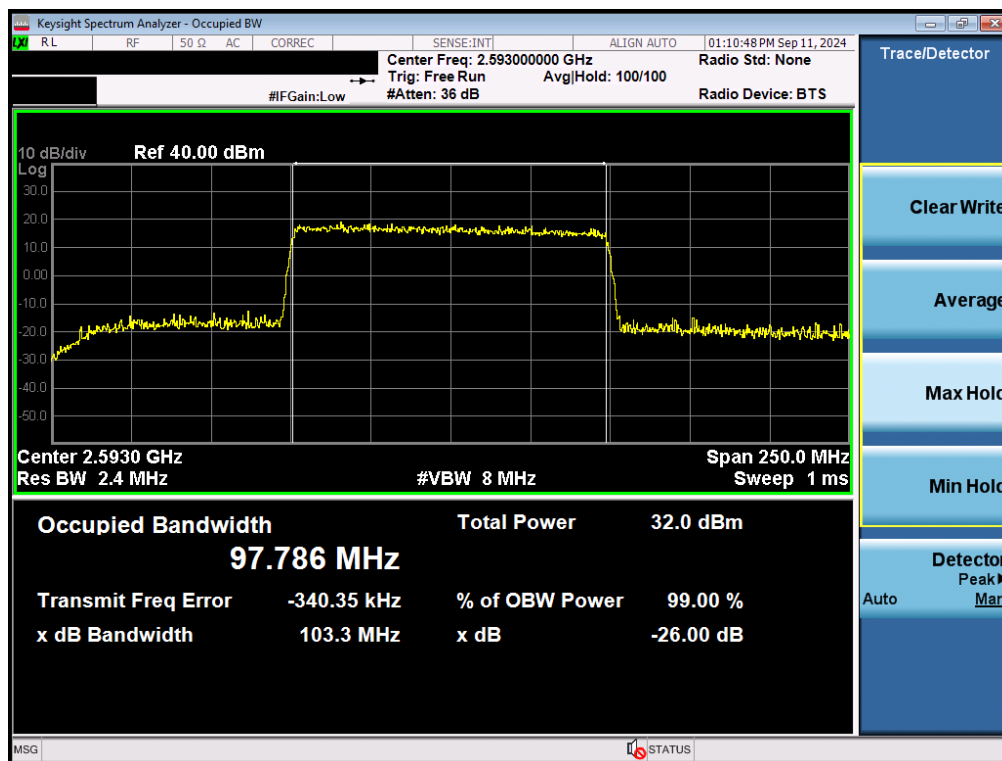 Keysight Spectrum Analyzer - Occupied BW
LXI RL RF 50 Ω AC CORREC SENSE:INT ALIGN AUTO 01:10:48 PM Sep 11, 2024
Center Freq: 2.593000000 GHz Radio Std: None
Trig: Free Run Avg|Hold: 100/100
#IFGain:Low #Atten: 36 dB Radio Device: BTS
10 dB/div Ref 40.00 dBm
Log
30.0
20.0
10.0
0.00
-10.0
-20.0
-30.0
-40.0
-50.0
Center 2.5930 GHz Span 250.0 MHz
Res BW 2.4 MHz #VBW 8 MHz Sweep 1 ms
Occupied Bandwidth Total Power 32.0 dBm
97.786 MHz
Transmit Freq Error -340.35 kHz % of OBW Power 99.00 %
x dB Bandwidth 103.3 MHz x dB -26.00 dB
MSG STATUS
Trace/Detector
Clear Write
Average
Max Hold
Min Hold
Detector
Peak
Auto Man